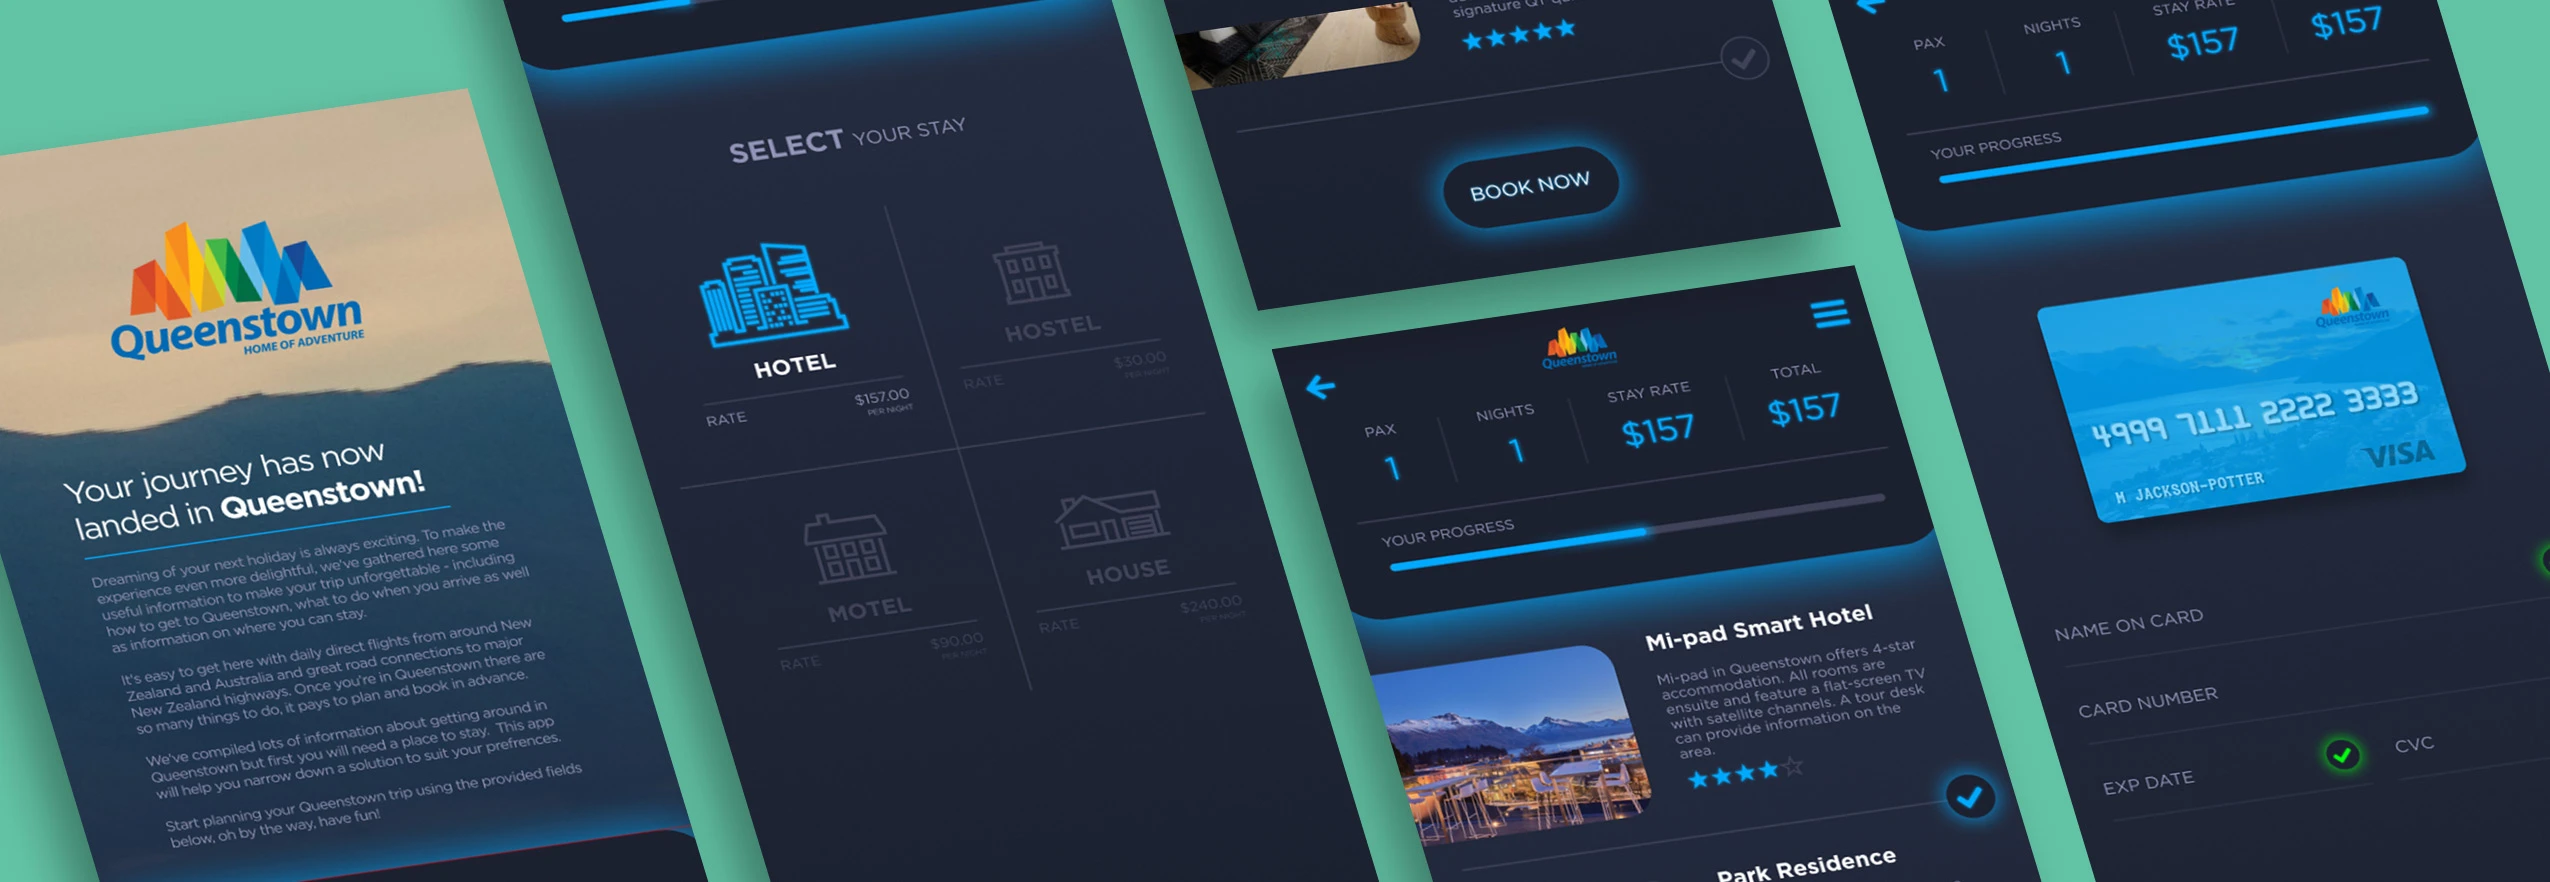 Queenstown
HOME OF ADVENTURE
Your journey has now
landed in Queenstown!
Dreaming of your next holiday is always exciting. To make the
experience even more delightful, we've gathered here some
useful information to make your trip unforgettable - including
how to get to Queenstown, what to do when you arrive as well
as information on where you can stay.
It's easy to get here with daily direct flights from around New
Zealand and Australia and great road connections to major
New Zealand highways. Once you're in Queenstown there are
so many things to do, it pays to plan and book in advance.
We've compiled lots of information about getting around in
Queenstown but first you will need a place to stay. This app
will help you narrow down a solution to suit your prefrences.
Start planning your Queenstown trip using the provided fields
below, oh by the way, have fun!
SELECT YOUR STAY
HOTEL
RATE $157.00
PER NIGHT
HOSTEL
RATE $30.00
PER NIGHT
MOTEL
RATE $90.00
PER NIGHT
HOUSE
RATE $240.00
PER NIGHT
signature QT
BOOK NOW
Queenstown
PAX NIGHTS STAY RATE TOTAL
1 1 $157 $157
YOUR PROGRESS
Mi-pad Smart Hotel
Mi-pad in Queenstown offers 4-star
accommodation. All rooms are
ensuite and feature a flat-screen TV
with satellite channels. A tour desk
can provide information on the
area.
Park Residence
PAX NIGHTS STAY RATE
1 1 $157 $157
YOUR PROGRESS
Queenstown
4999 7111 2222 3333
VISA
M JACKSON-POTTER
NAME ON CARD
CARD NUMBER
EXP DATE CVC